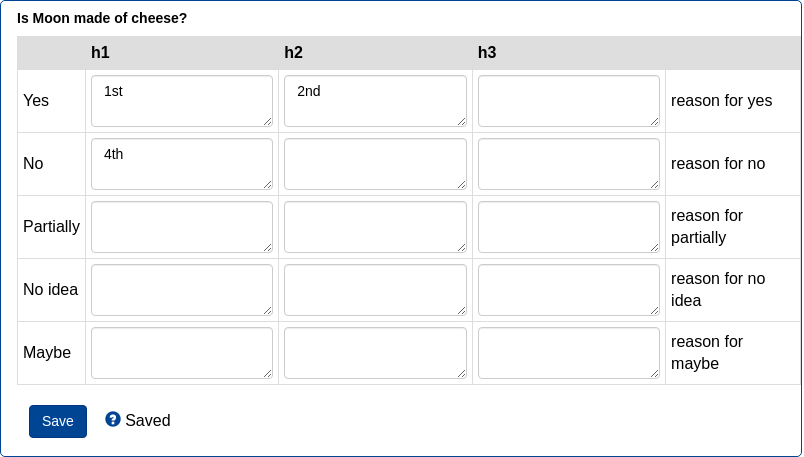 Is Moon made of cheese?
h1 h2 h3
Yes 1st 2nd reason for yes
No 4th reason for no
Partially reason for
partially
No idea reason for no
idea
Maybe reason for
maybe
Save ? Saved